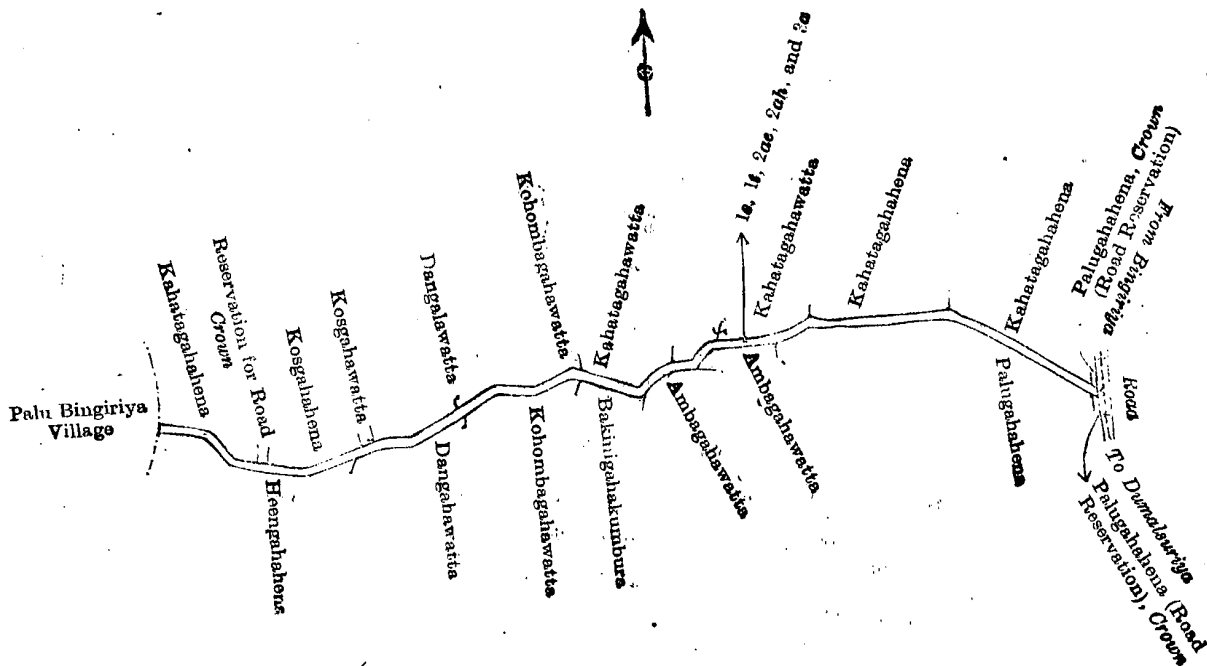 1e, 1f, 2ae, 2ah, and 3a
Palugahahena, Crown
(Road Reservation)
From Bingiriya
Kohombagahawatta
Kahatagahawatta
Kahatagahawatta
Kahatagahahena
Kahatagahahena
Kahatagahahena
Reservation for Road
Crown
Kosgahahena
Kosgahawatta
Dangalawatta
Palu Bingiriya
Village
Heengahahena
Dangahawatta
Kohombagahawatta
Bakinigahakumbura
Ambagahawatta
Ambagahawatta
Palugahahena
Road
To Dumalsuriya
Palugahahena (Road
Reservation), Crown